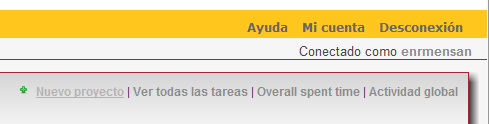 Ayuda Mi cuenta Desconexión
Conectado como enrmensan
Nuevo proyecto | Ver todas las tareas | Overall spent time | Actividad global